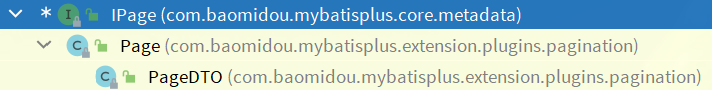 * I IPage (com.baomidou.mybatisplus.core.metadata)
C Page (com.baomidou.mybatisplus.extension.plugins.pagination)
C PageDTO (com.baomidou.mybatisplus.extension.plugins.pagination)